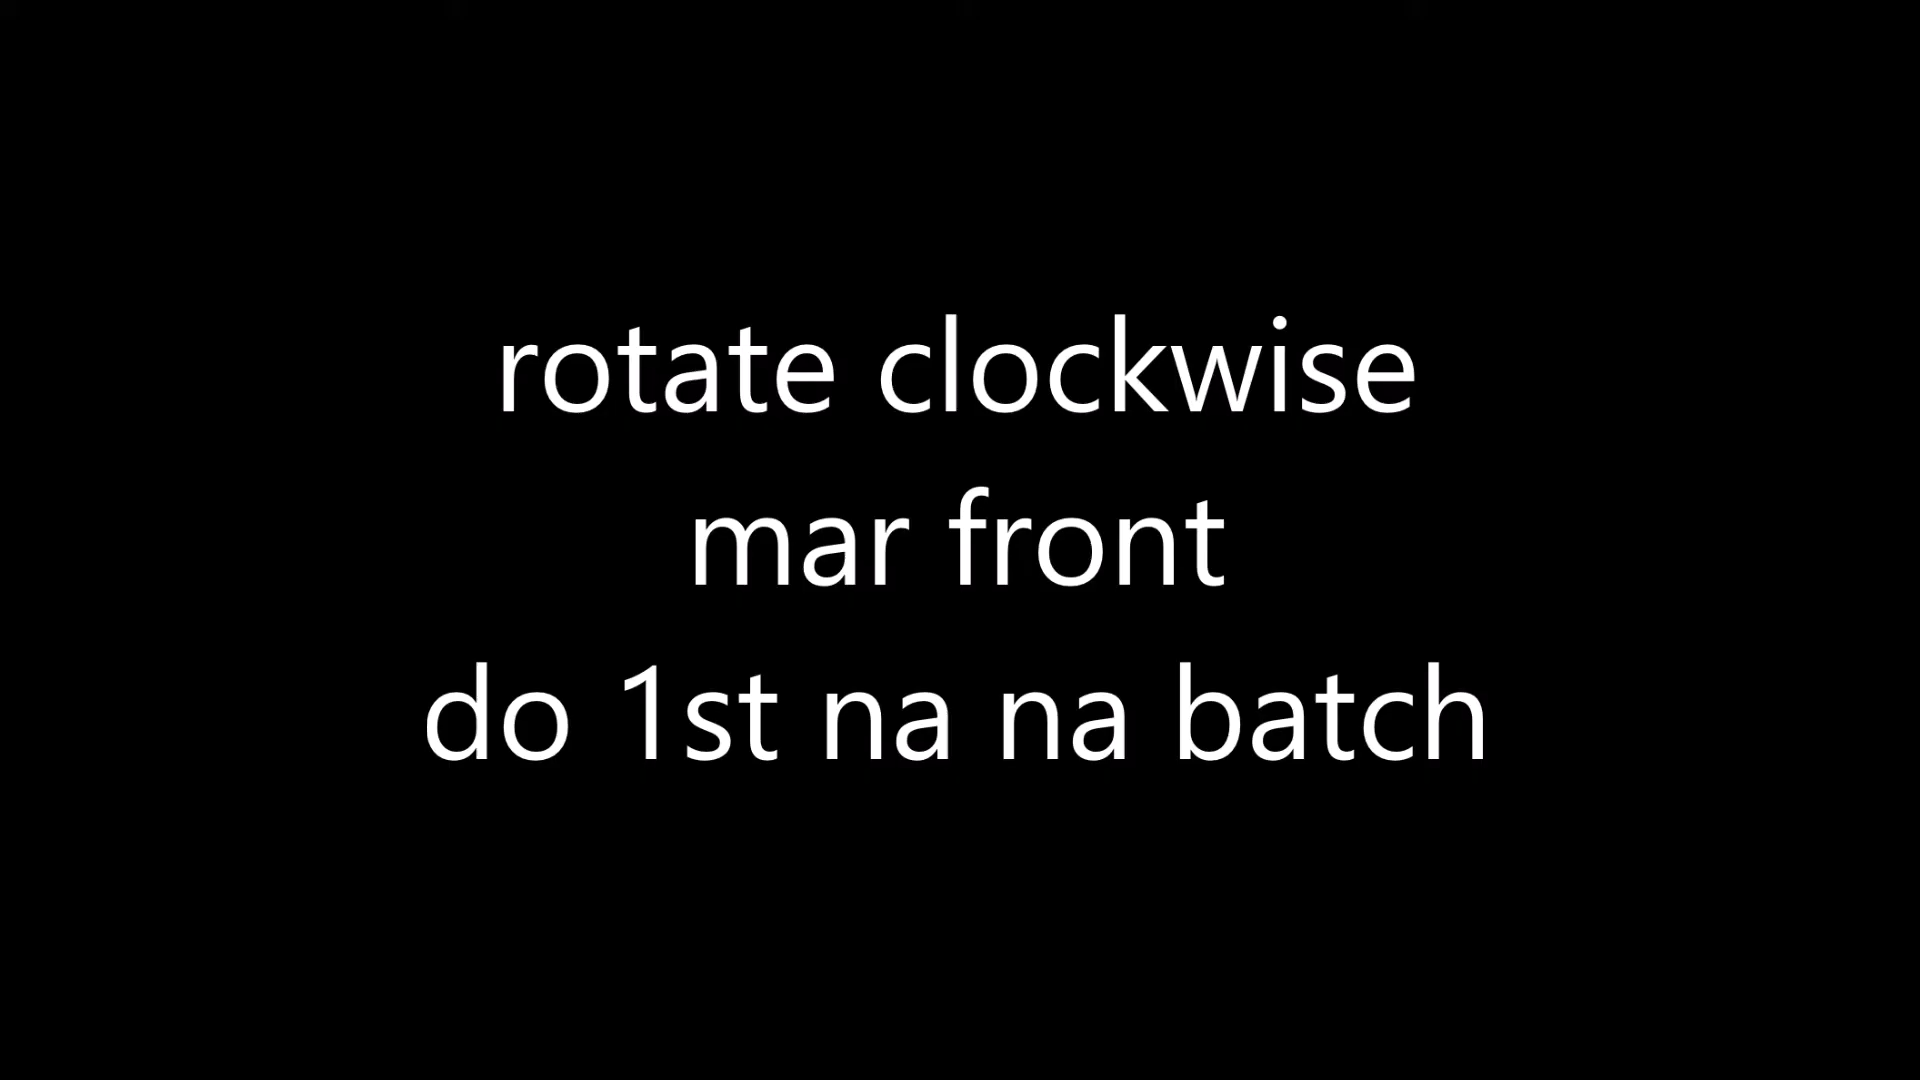 rotate clockwise
mar front
do 1st na na batch